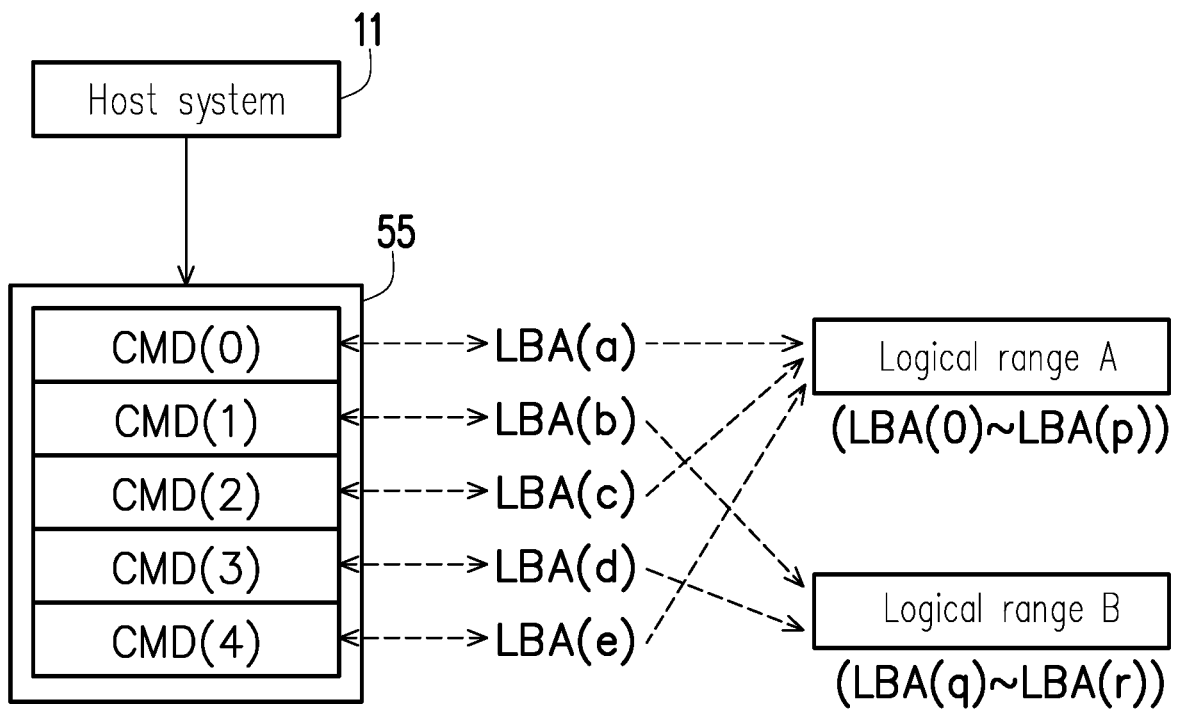 11
Host system
55
CMD(0)
LBA(a)
Logical range A
(LBA(0)~LBA(p))
CMD(1)
LBA(b)
CMD(2)
LBA(c)
CMD(3)
LBA(d)
Logical range B
(LBA(q)~LBA(r))
CMD(4)
LBA(e)